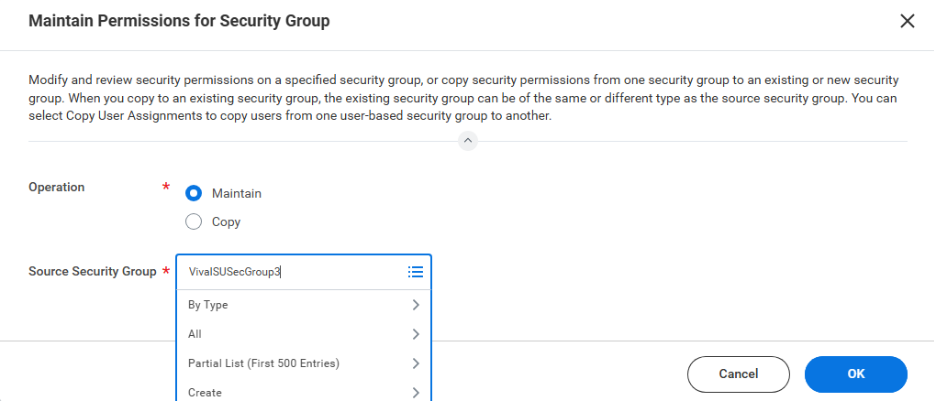 Maintain Permissions for Security Group
Modify and review security permissions on a specified security group, or copy security permissions from one security group to an existing or new security
group. When you copy to an existing security group, the existing security group can be of the same or different type as the source security group. You can
select Copy User Assignments to copy users from one user-based security group to another.
Operation *
Maintain
Copy
Source Security Group * VivaISUSecGroup3
By Type
All
Partial List (First 500 Entries)
Create
Cancel
OK